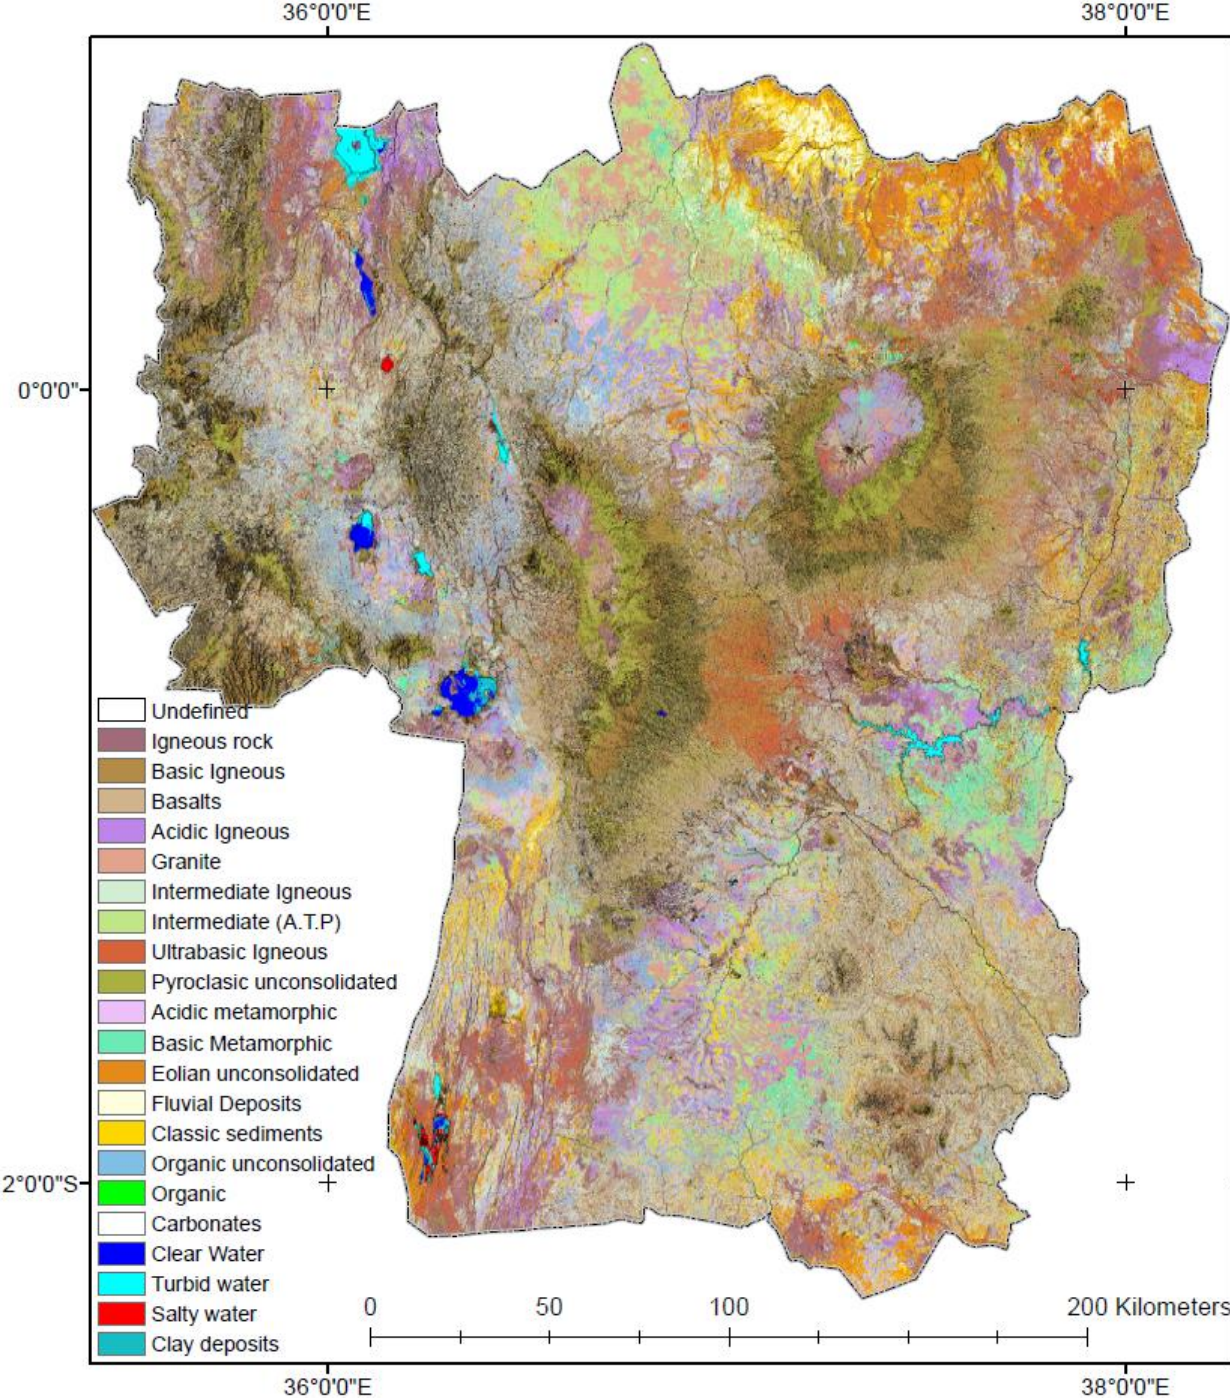 36°0'0"E 38°0'0"E
0°0'0"
Undefined
Igneous rock
Basic Igneous
Basalts
Acidic Igneous
Granite
Intermediate Igneous
Intermediate (A.T.P)
Ultrabasic Igneous
Pyroclasic unconsolidated
Acidic metamorphic
Basic Metamorphic
Eolian unconsolidated
Fluvial Deposits
Classic sediments
Organic unconsolidated
2°0'0"S
Organic
Carbonates
Clear Water
Turbid water
Salty water
Clay deposits
0 50 100 200 Kilometers
36°0'0"E 38°0'0"E